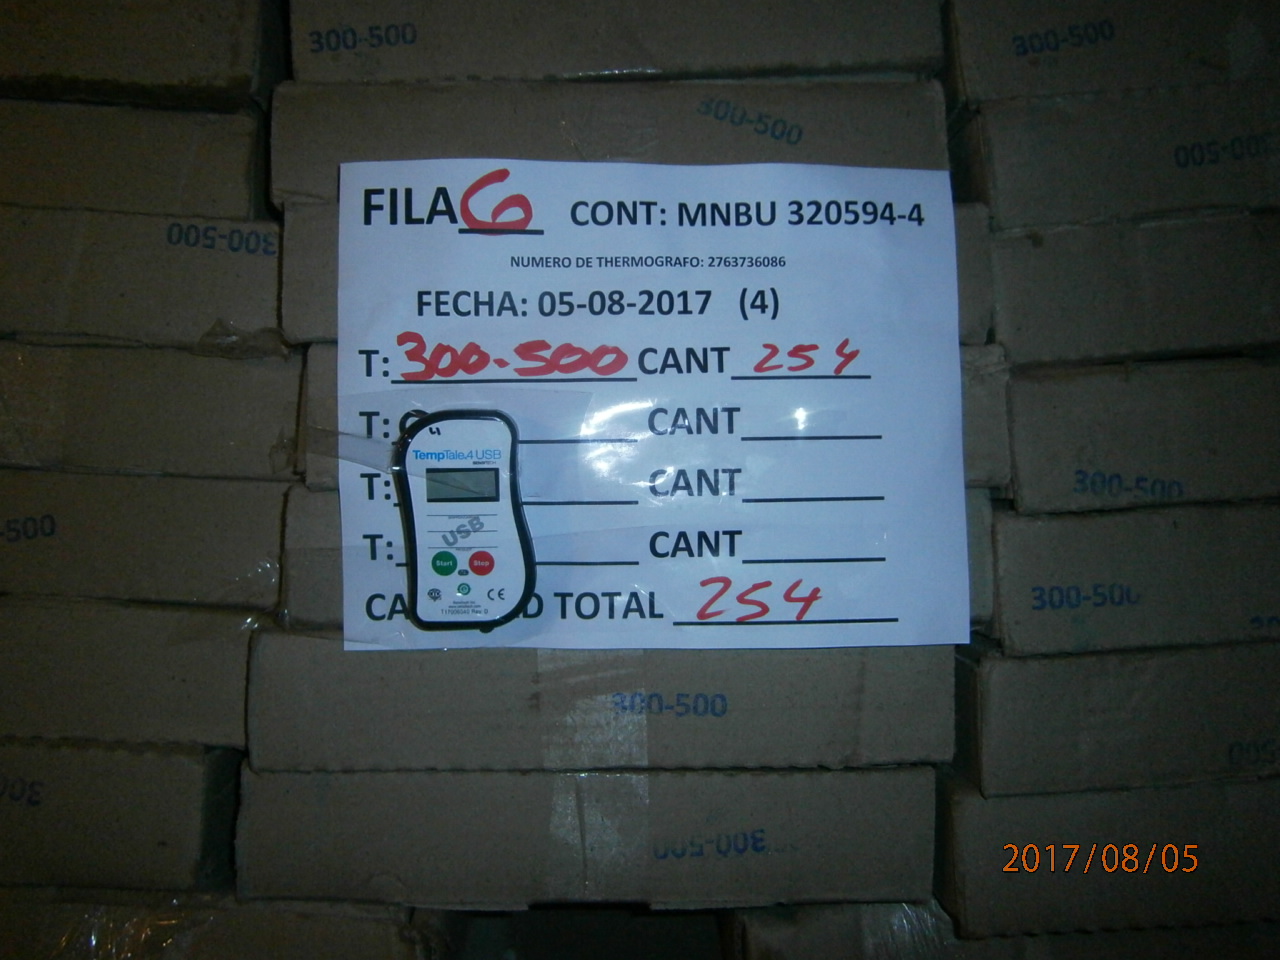 300-500
300-500
300-500
300-500
300-500
FILA 6 CONT: MNBU 320594-4
NUMERO DE THERMOGRAFO: 2763736086
FECHA: 05-08-2017 (4)
T: 300-500 CANT 254
T: CANT
T: CANT
T: CANT
TOTAL 254
TempTale4 USB
USB
Start Stop
CE
300-500
-500
300-500
300-500
300-500
2017/08/05